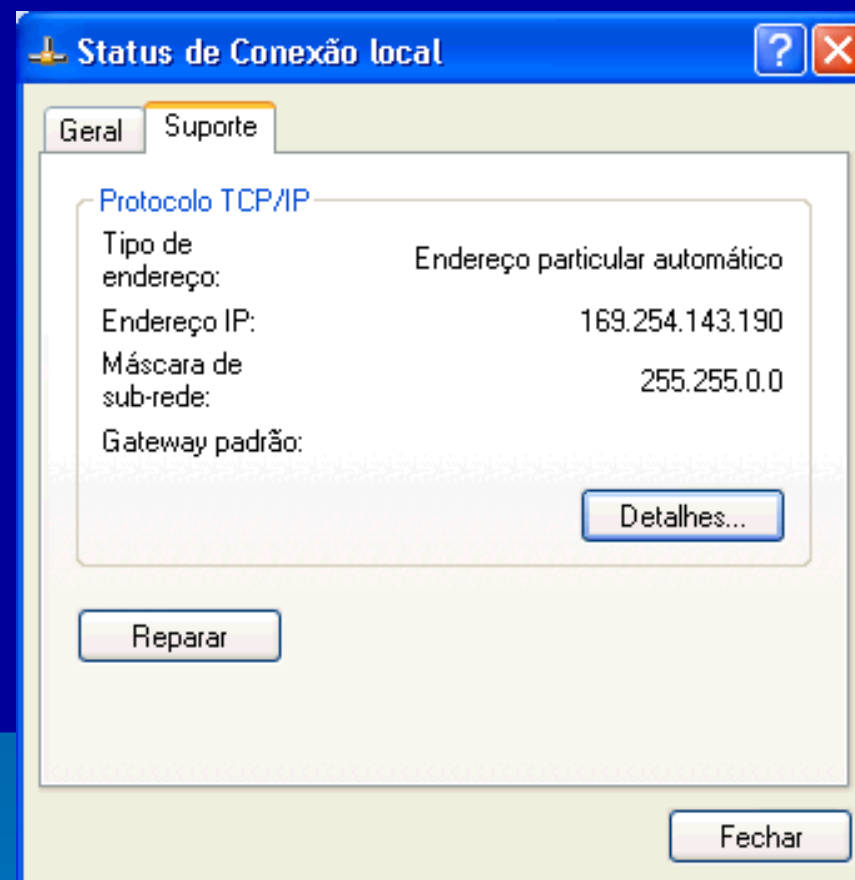 Status de Conexão local
Geral
Suporte
Protocolo TCP/IP
Tipo de
endereço:
Endereço particular automático
Endereço IP:
169.254.143.190
Máscara de
sub-rede:
255.255.0.0
Gateway padrão:
Detalhes...
Reparar
Fechar